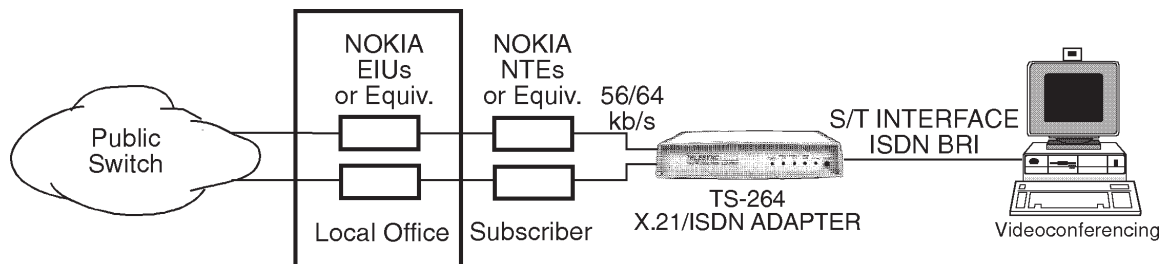 Public
Switch
NOKIA
EIUs
or Equiv.
Local Office
NOKIA
NTEs
or Equiv.
Subscriber
56/64
kb/s
TS-264
X.21/ISDN ADAPTER
S/T INTERFACE
ISDN BRI
Videoconferencing